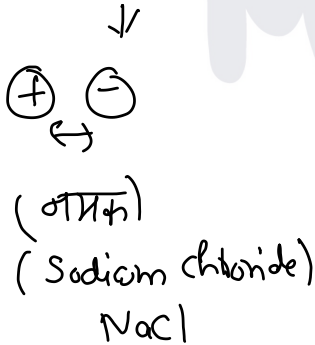 + -
(नमक)
(Sodium Chloride)
NaCl